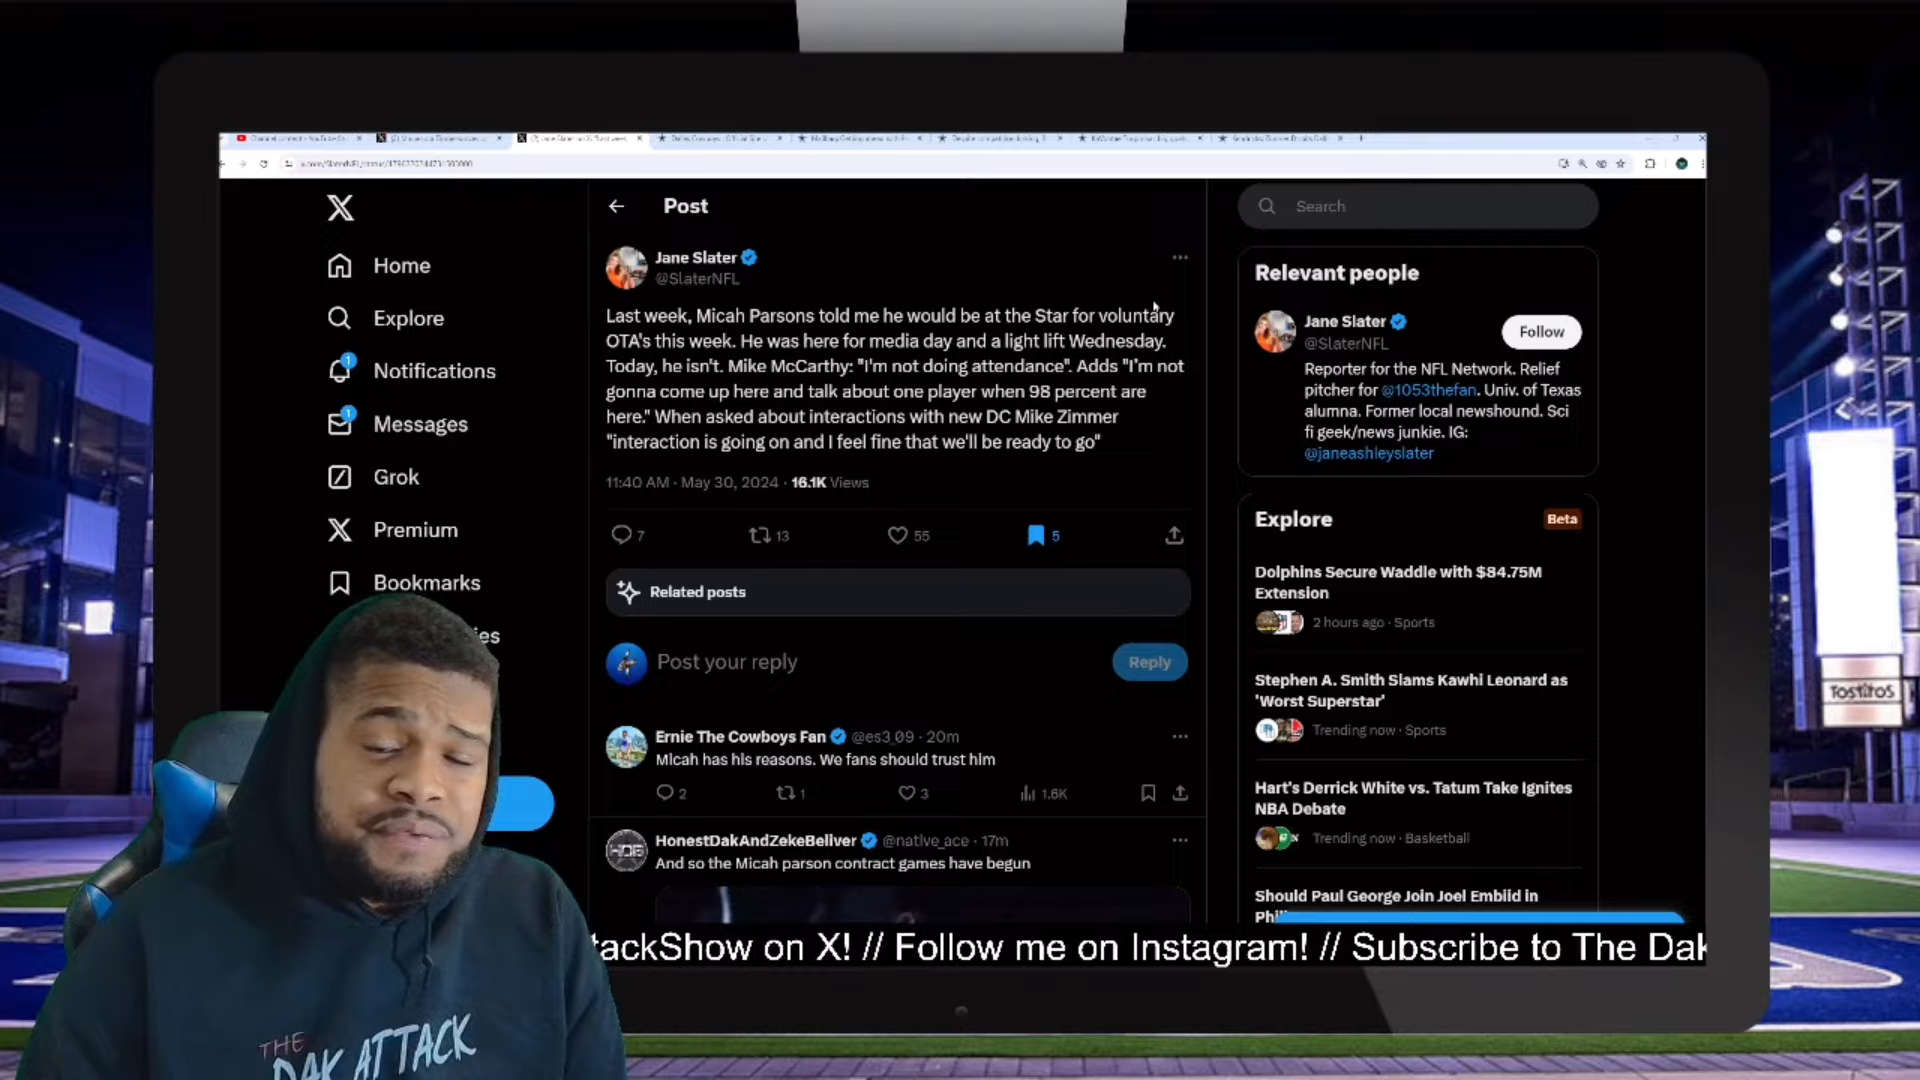 Post
Search
Home
Explore
Notifications
1
Messages
1
Grok
Premium
Bookmarks
es
Jane Slater
@SlaterNFL
Last week, Micah Parsons told me he would be at the Star for voluntary
OTA's this week. He was here for media day and a light lift Wednesday.
Today, he isn't. Mike McCarthy: "I'm not doing attendance". Adds "I'm not
gonna come up here and talk about one player when 98 percent are
here." When asked about interactions with new DC Mike Zimmer
"interaction is going on and I feel fine that we'll be ready to go"
11:40 AM · May 30, 2024 · 16.1K Views
7 13 55 5
Related posts
Post your reply
Reply
Ernie The Cowboys Fan @es3_09 · 20m
Micah has his reasons. We fans should trust him
2 1 3 1.6K
HonestDakAndZekeBeliver @native_ace · 17m
And so the Micah parson contract games have begun
Relevant people
Jane Slater
@SlaterNFL
Follow
Reporter for the NFL Network. Relief
pitcher for @1053thefan. Univ. of Texas
alumna. Former local newshound. Sci
fi geek/news junkie. IG:
@janeashleyslater
Explore
Beta
Dolphins Secure Waddle with $84.75M
Extension
2 hours ago · Sports
Stephen A. Smith Slams Kawhi Leonard as
'Worst Superstar'
Trending now · Sports
Hart's Derrick White vs. Tatum Take Ignites
NBA Debate
Trending now · Basketball
Should Paul George Join Joel Embiid in
Phil
tackShow on X! // Follow me on Instagram! // Subscribe to The Dak
THE
DAK ATTACK
Tostitos